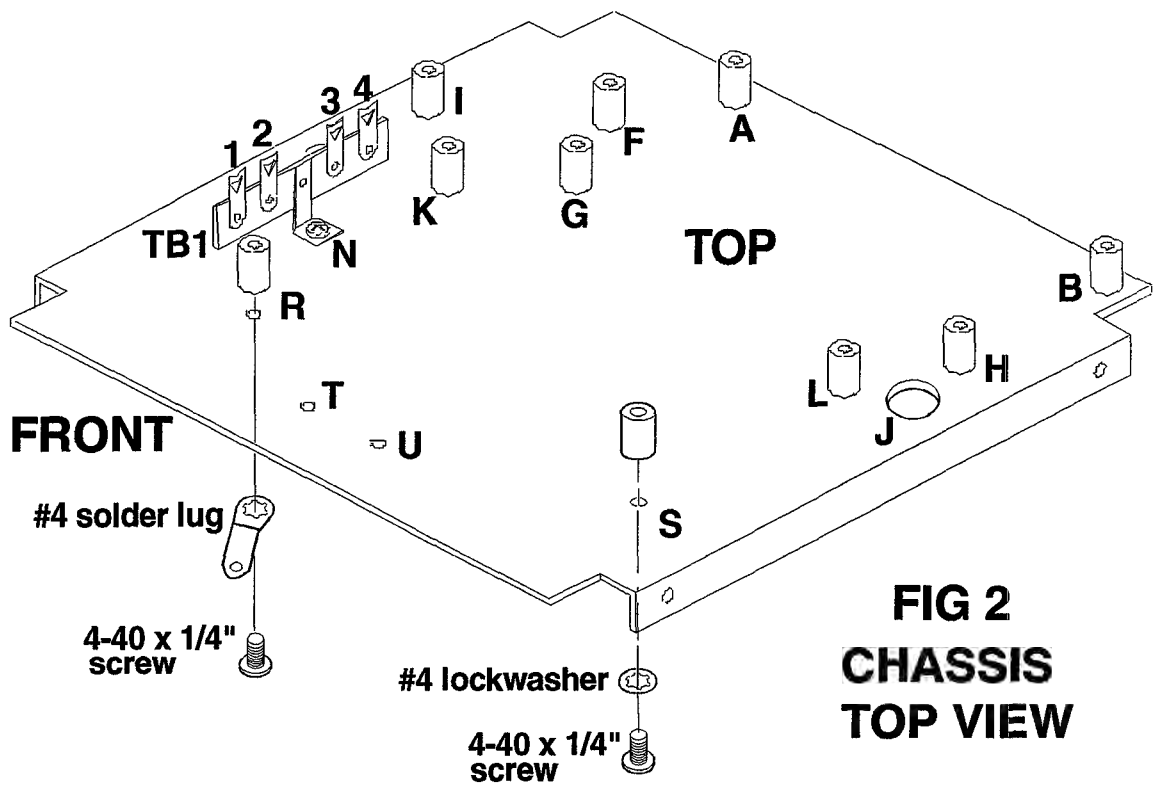 1
2
3
4
I
F
A
K
G
TB1
N
TOP
B
R
H
L
J
T
FRONT
U
S
#4 solder lug
4-40 x 1/4"
screw
#4 lockwasher
4-40 x 1/4"
screw
FIG 2
CHASSIS
TOP VIEW